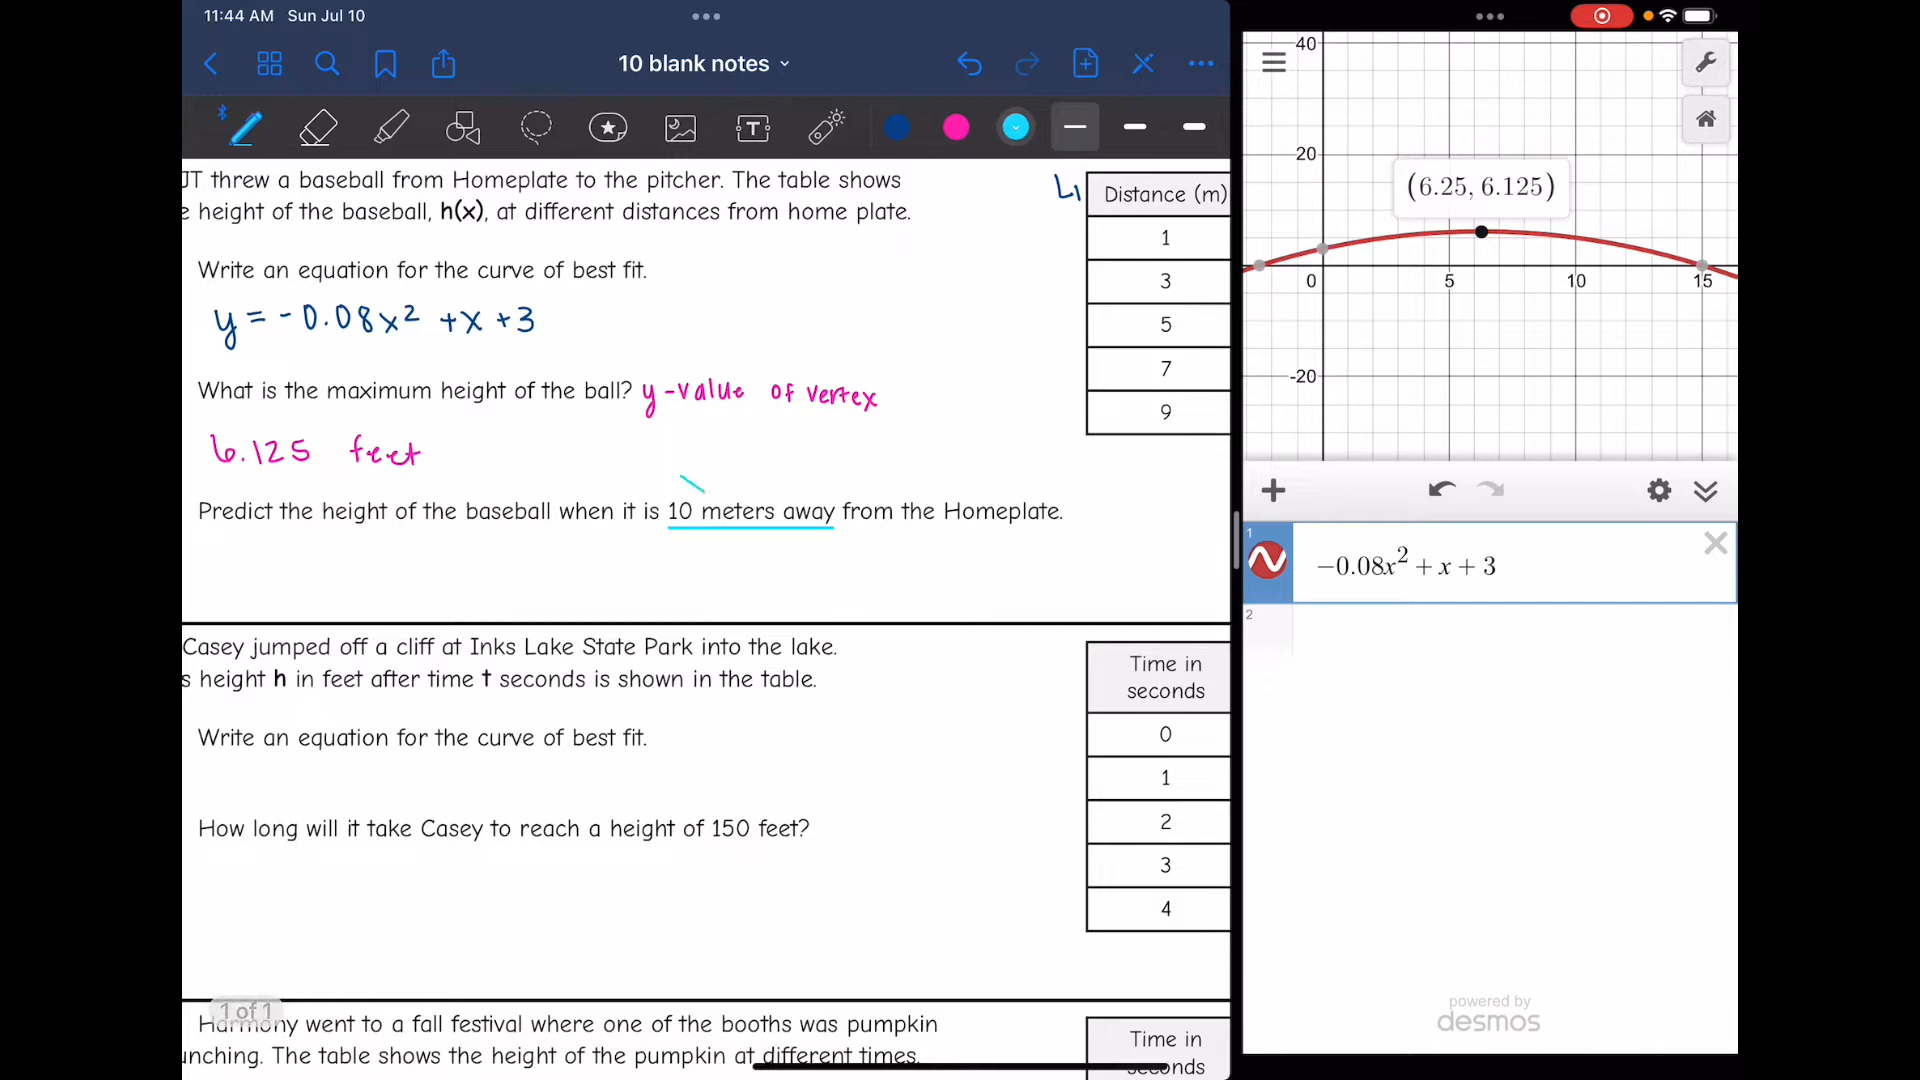 11:44 AM Sun Jul 10
10 blank notes
T
JT threw a baseball from Homeplate to the pitcher. The table shows
e height of the baseball, h(x), at different distances from home plate.
Write an equation for the curve of best fit.
y = -0.08x² +x +3
What is the maximum height of the ball? y-value of vertex
6.125 feet
Predict the height of the baseball when it is 10 meters away from the Homeplate.
L1
Distance (m)
1
3
5
7
9
Casey jumped off a cliff at Inks Lake State Park into the lake.
s height h in feet after time t seconds is shown in the table.
Write an equation for the curve of best fit.
How long will it take Casey to reach a height of 150 feet?
Time in
seconds
0
1
2
3
4
1 of 1
Harmony went to a fall festival where one of the booths was pumpkin
unching. The table shows the height of the pumpkin at different times.
Time in
seconds
40
20
(6.25, 6.125)
0 5 10 15
-20
1
−0.08x² + x + 3
2
powered by
desmos